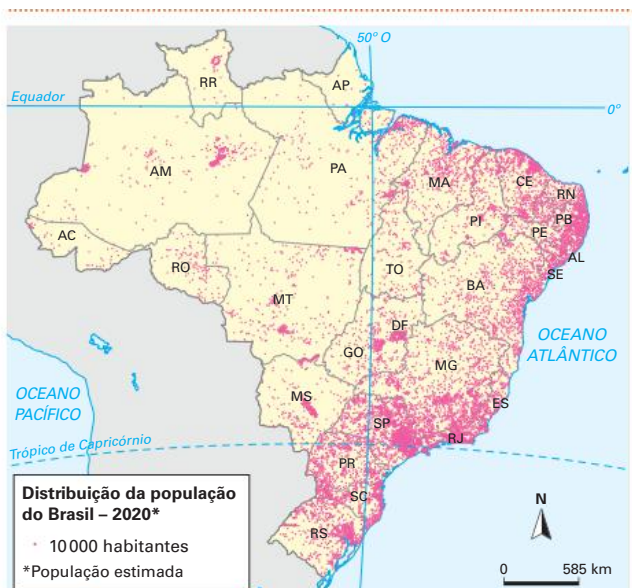 50º O
RR
AP
Equador
0º
AM
PA
MA
CE
RN
PB
PI
PE
AC
AL
SE
RO
TO
BA
MT
DF
GO
OCEANO
ATLÂNTICO
MG
OCEANO
PACÍFICO
MS
ES
SP
RJ
Trópico de Capricórnio
PR
SC
RS
Distribuição da população
do Brasil – 2020*
10 000 habitantes
*População estimada
N
0 585 km